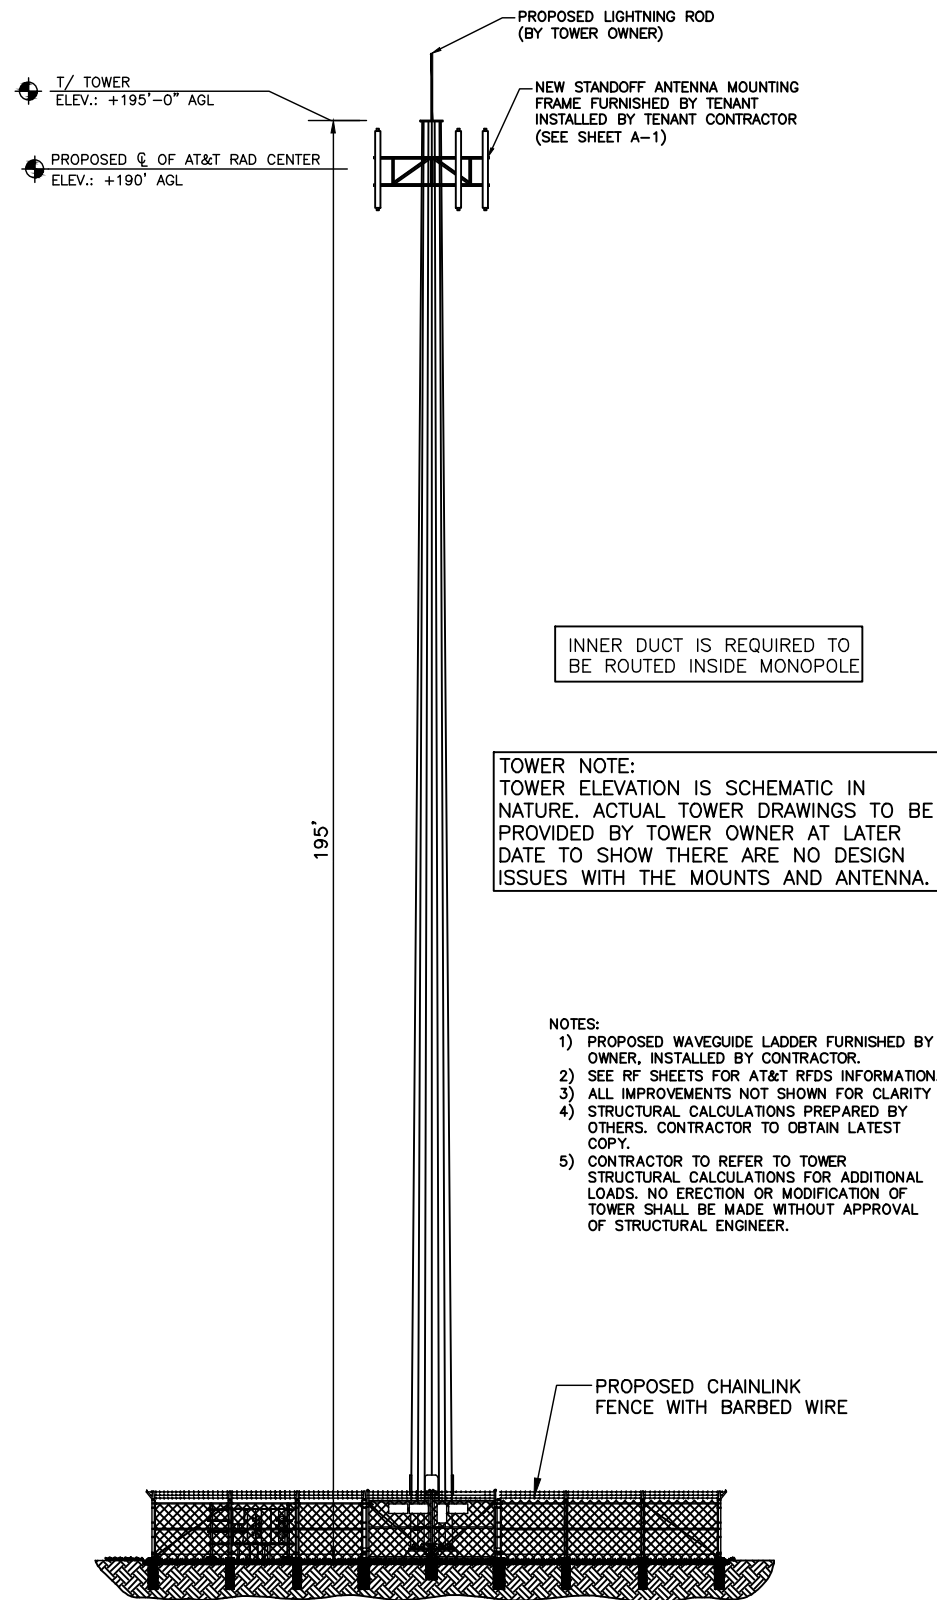 PROPOSED LIGHTNING ROD
(BY TOWER OWNER)
T/ TOWER
ELEV.: +195'-0" AGL
NEW STANDOFF ANTENNA MOUNTING
FRAME FURNISHED BY TENANT
INSTALLED BY TENANT CONTRACTOR
(SEE SHEET A-1)
PROPOSED ℄ OF AT&T RAD CENTER
ELEV.: +190' AGL
INNER DUCT IS REQUIRED TO
BE ROUTED INSIDE MONOPOLE
195'
TOWER NOTE:
TOWER ELEVATION IS SCHEMATIC IN
NATURE. ACTUAL TOWER DRAWINGS TO BE
PROVIDED BY TOWER OWNER AT LATER
DATE TO SHOW THERE ARE NO DESIGN
ISSUES WITH THE MOUNTS AND ANTENNA.
NOTES:
1) PROPOSED WAVEGUIDE LADDER FURNISHED BY
OWNER, INSTALLED BY CONTRACTOR.
2) SEE RF SHEETS FOR AT&T RFDS INFORMATION.
3) ALL IMPROVEMENTS NOT SHOWN FOR CLARITY
4) STRUCTURAL CALCULATIONS PREPARED BY
OTHERS. CONTRACTOR TO OBTAIN LATEST
COPY.
5) CONTRACTOR TO REFER TO TOWER
STRUCTURAL CALCULATIONS FOR ADDITIONAL
LOADS. NO ERECTION OR MODIFICATION OF
TOWER SHALL BE MADE WITHOUT APPROVAL
OF STRUCTURAL ENGINEER.
PROPOSED CHAINLINK
FENCE WITH BARBED WIRE